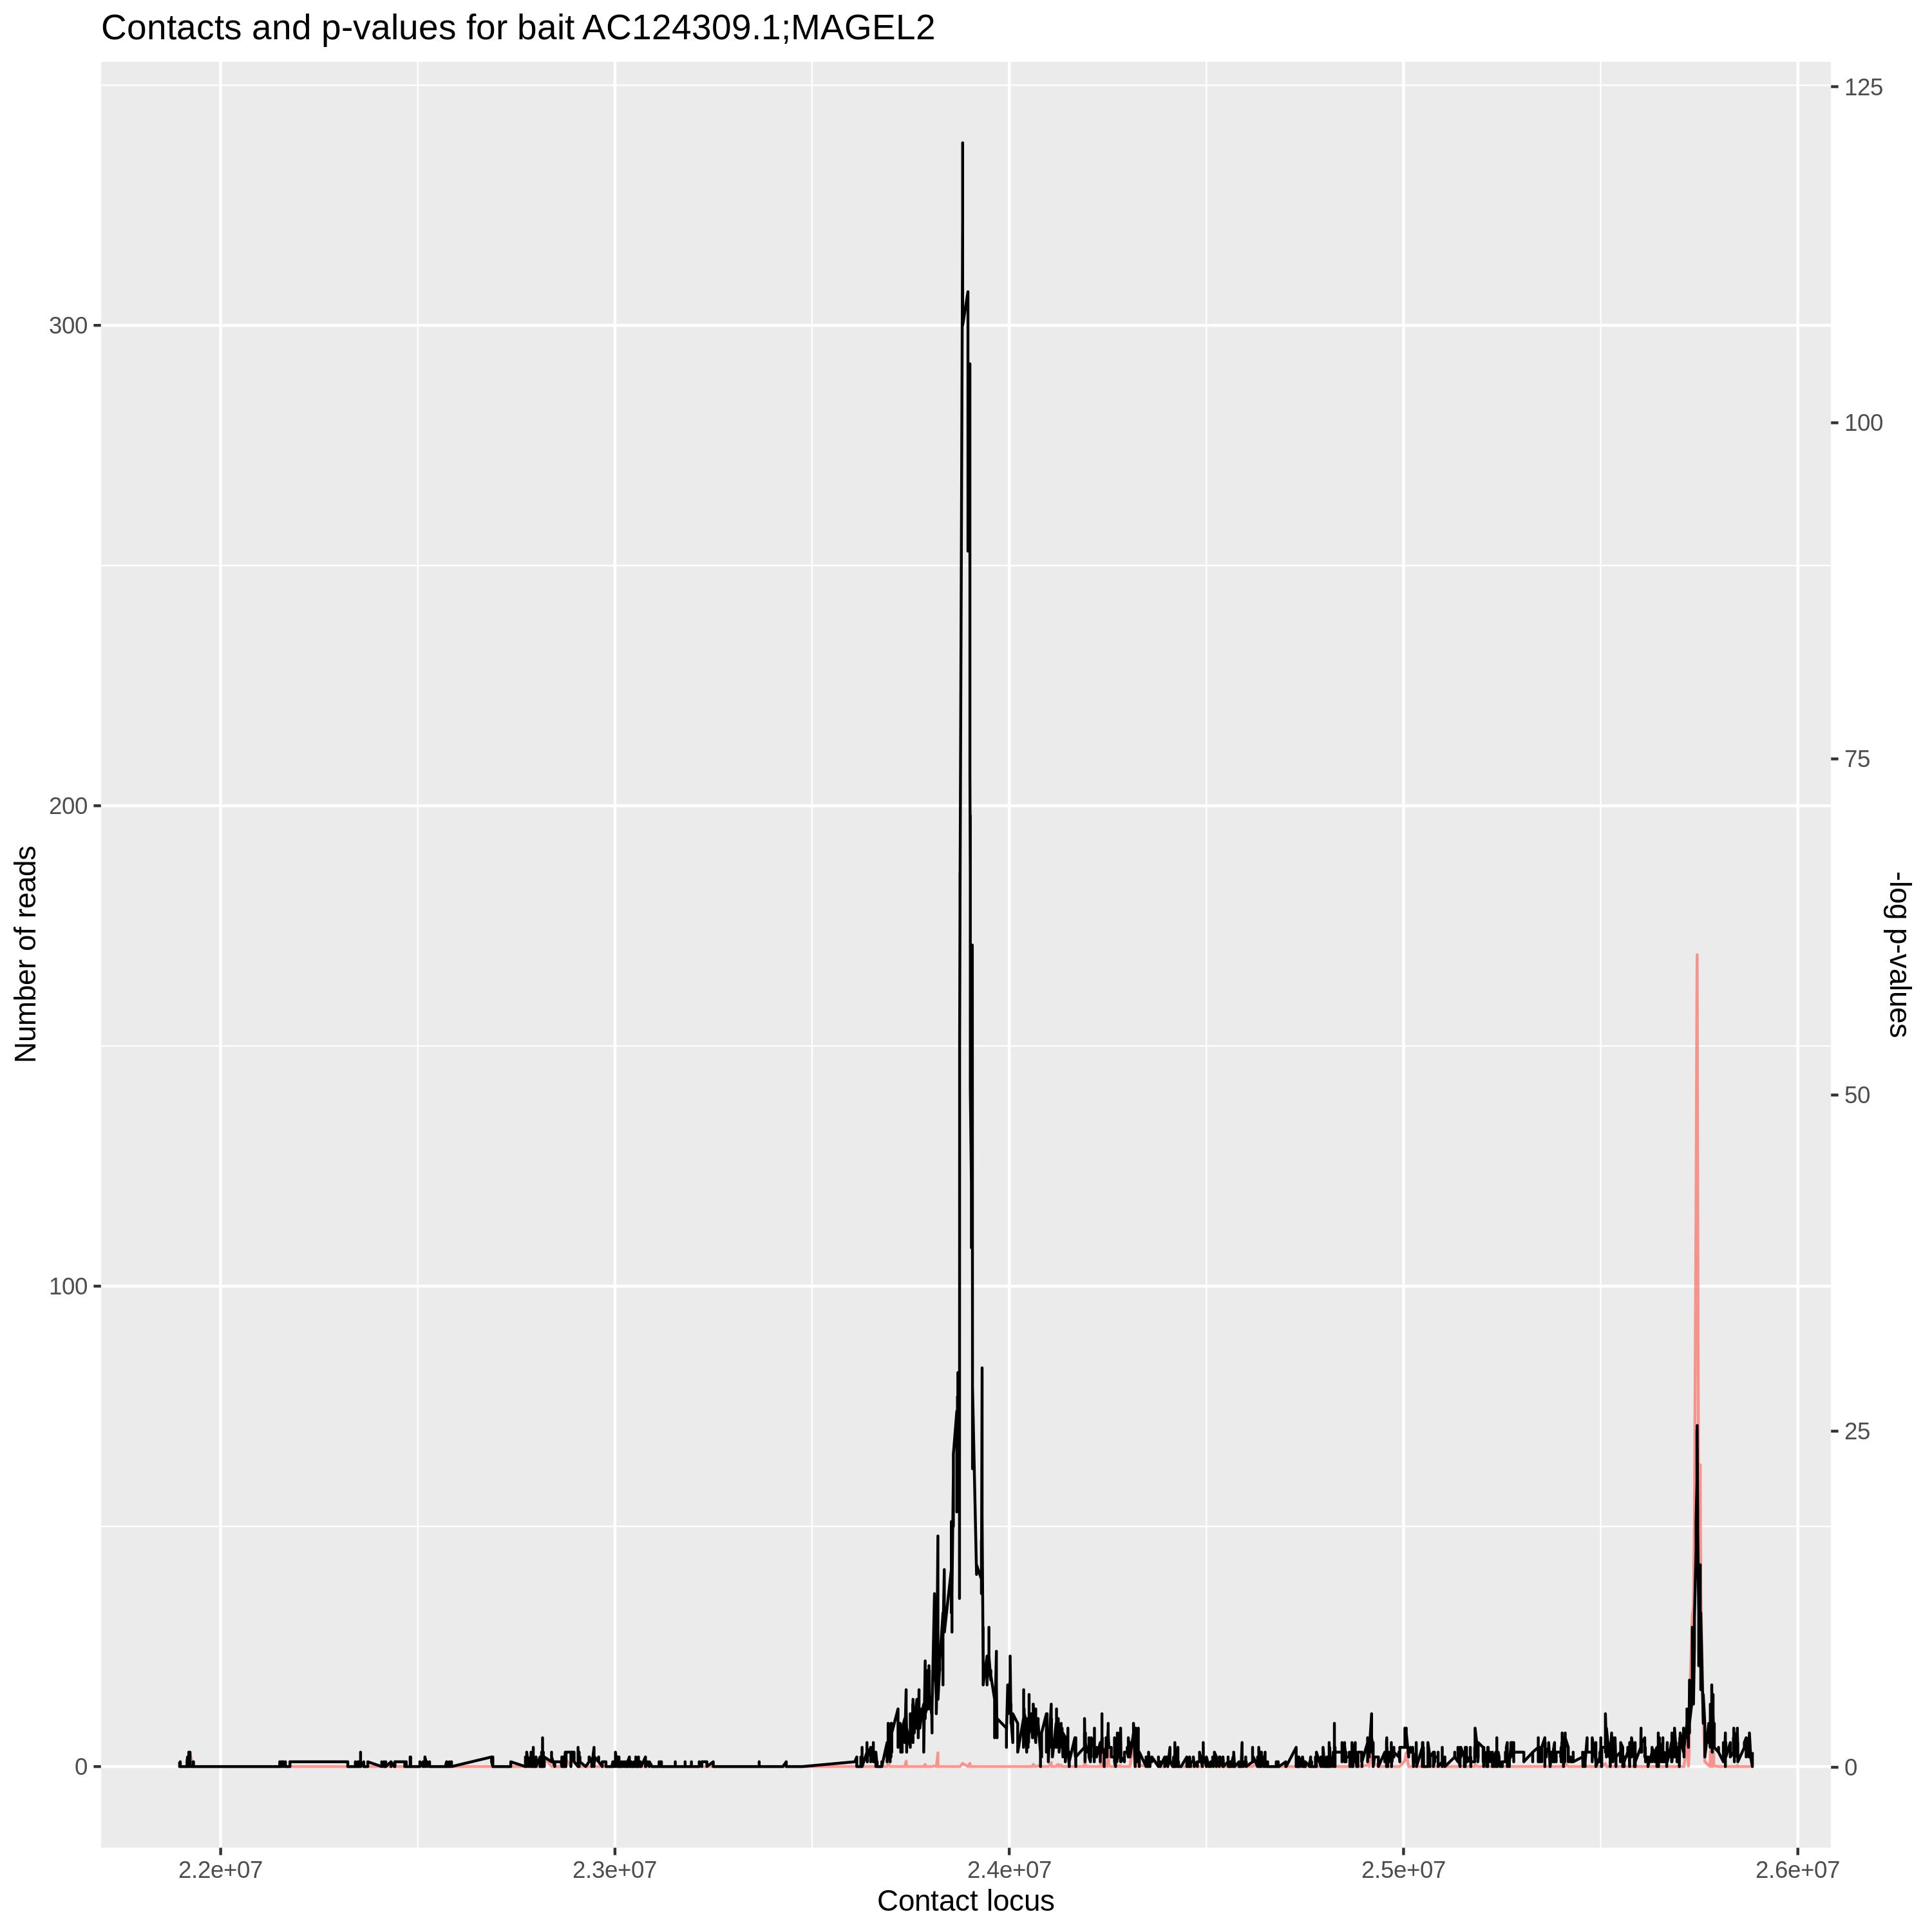 Contacts and p-values for bait AC124309.1;MAGEL2
125
300
100
200
75
Number of reads
-log p-values
50
100
25
0
0
2.2e+07 2.3e+07 2.4e+07 2.5e+07 2.6e+07
Contact locus